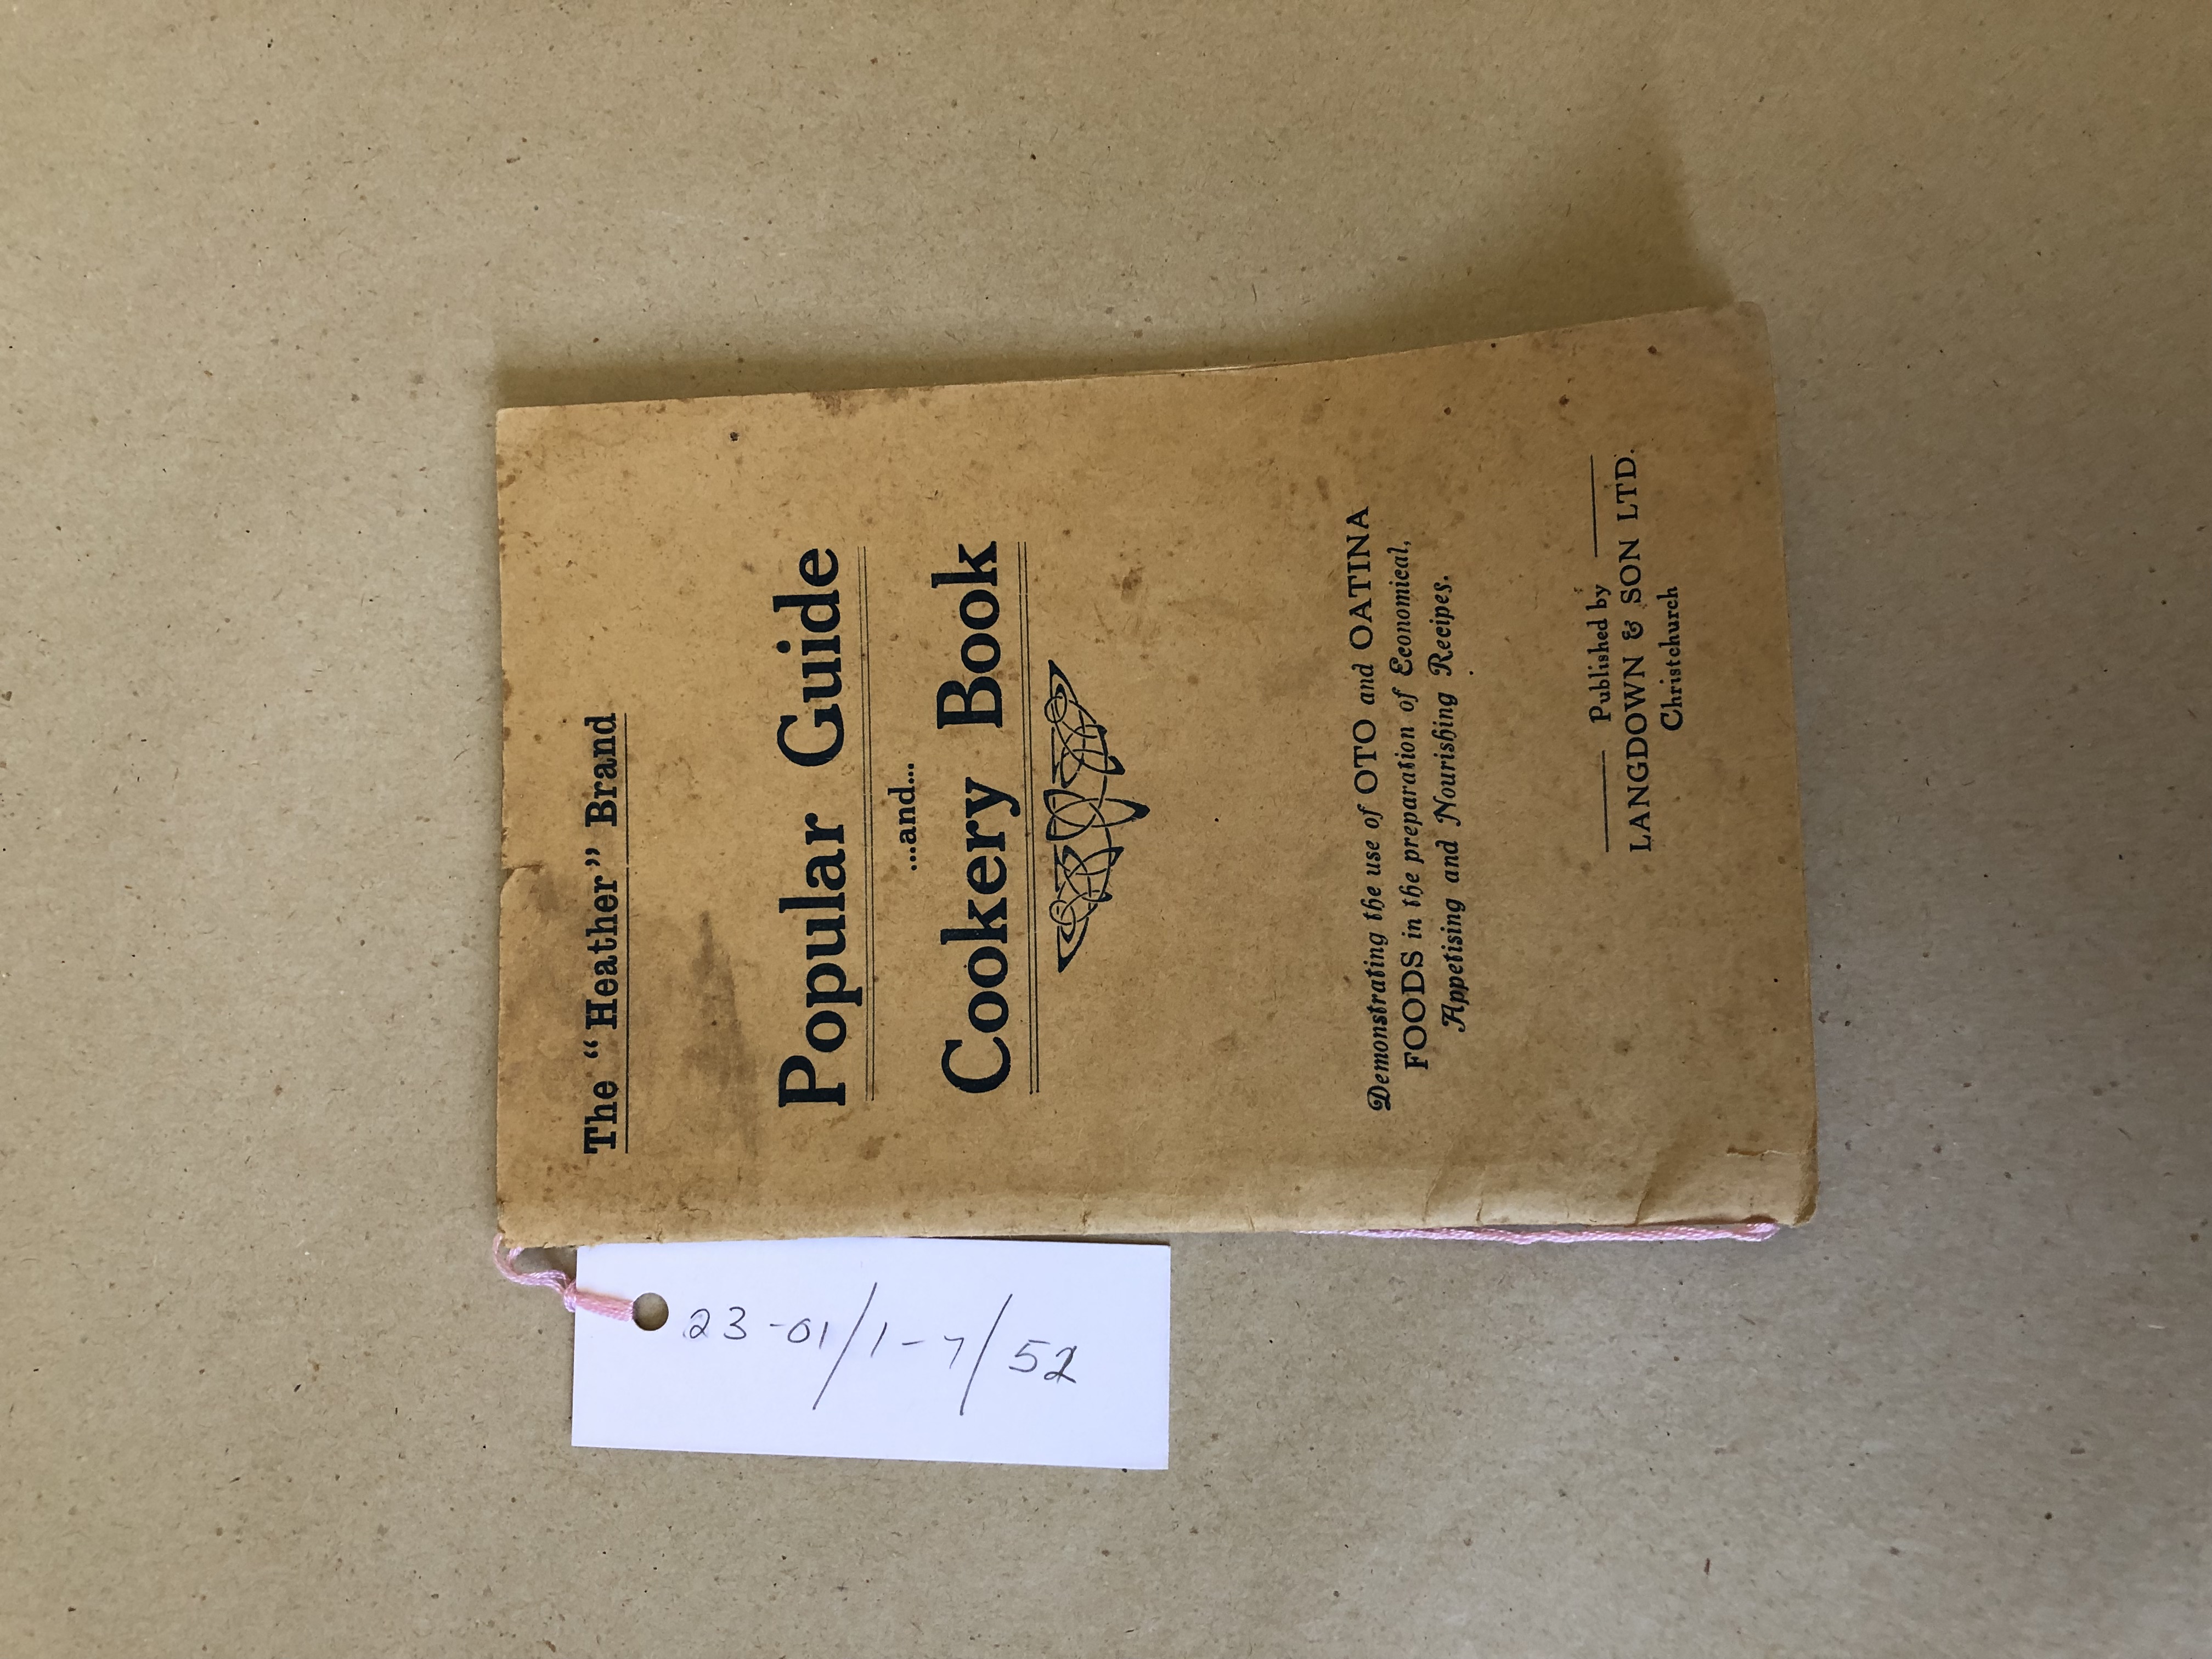 The “Heather” Brand
Popular Guide
...and...
Cookery Book
Demonstrating the use of OTO and OATINA
FOODS in the preparation of Economical,
Appetising and Nourishing Recipes.
Published by
LANGDOWN & SON LTD.
Christchurch
23-01/1-7/52